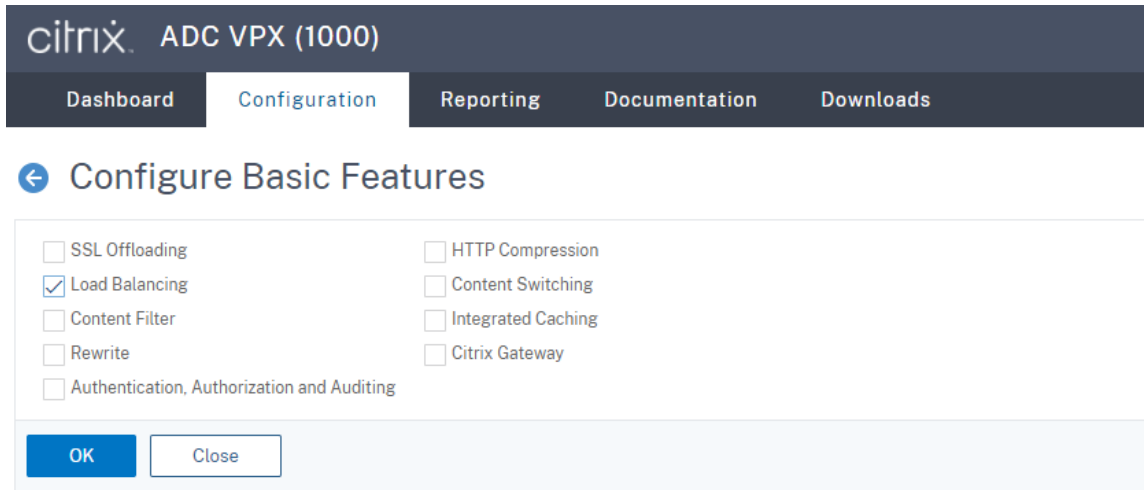 citrix. ADC VPX (1000)
Dashboard Configuration Reporting Documentation Downloads
Configure Basic Features
SSL Offloading HTTP Compression
Load Balancing Content Switching
Content Filter Integrated Caching
Rewrite Citrix Gateway
Authentication, Authorization and Auditing
OK Close